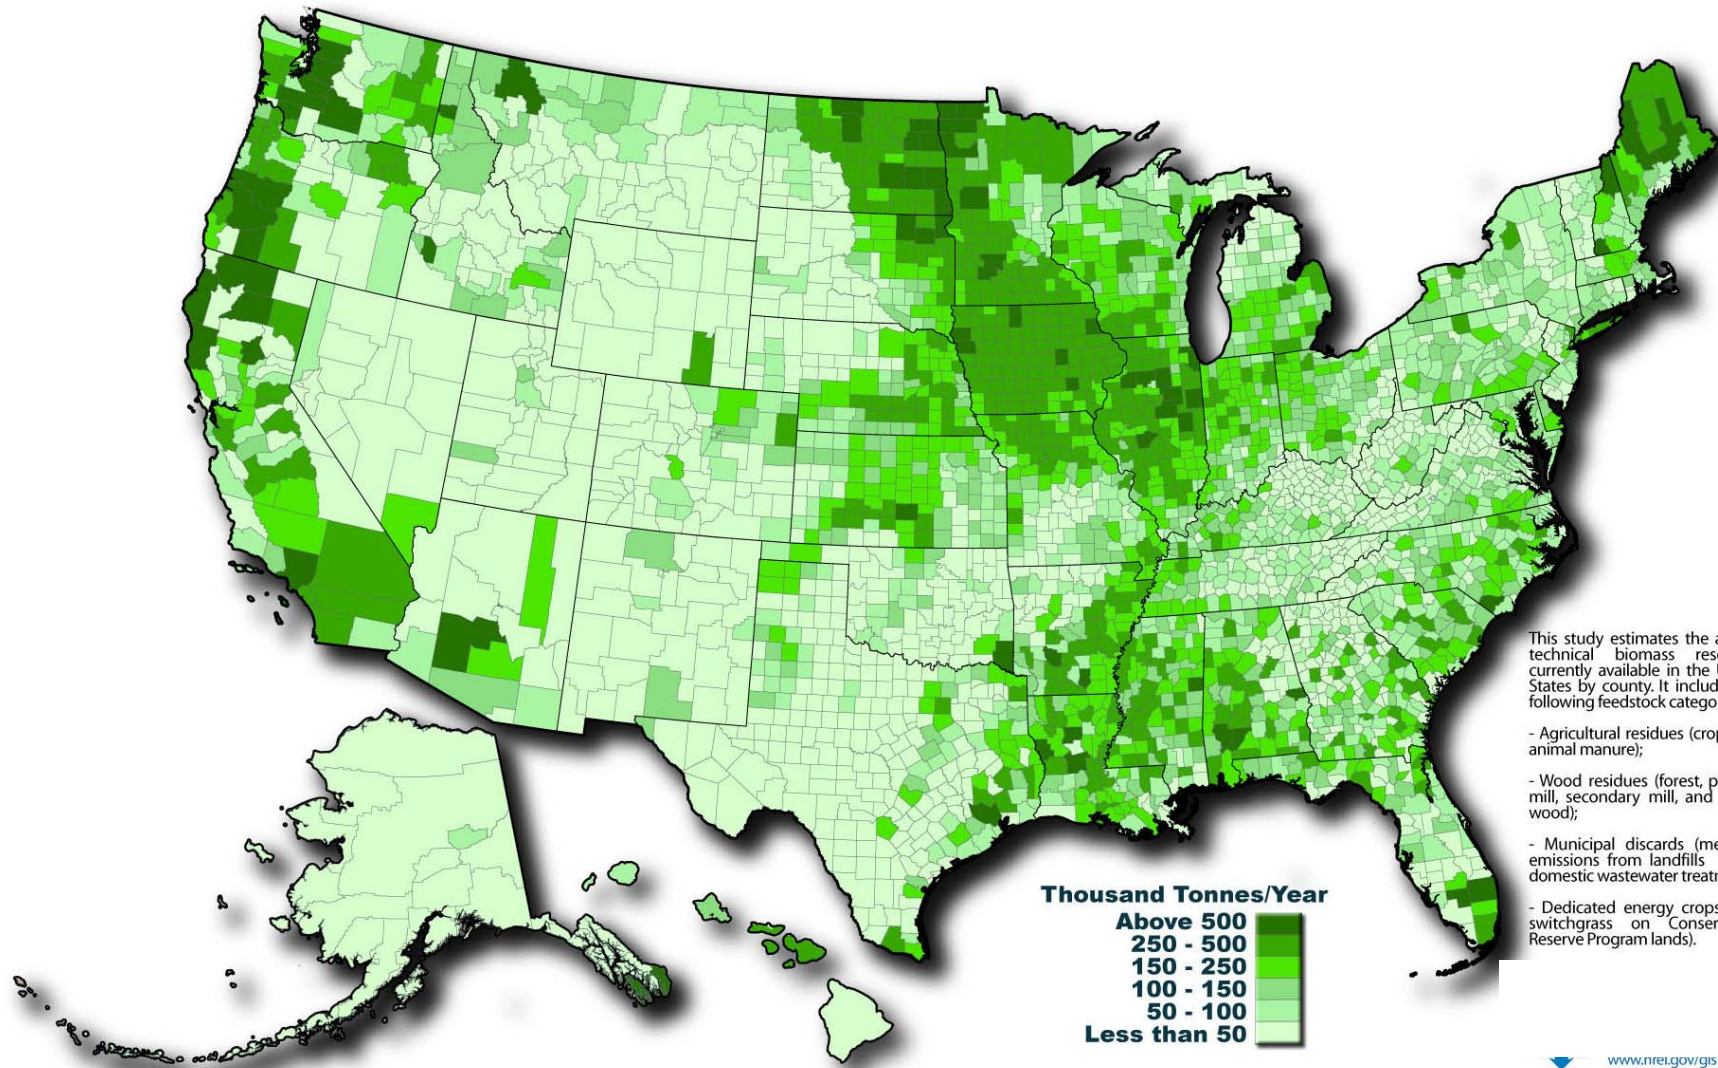 Thousand Tonnes/Year
Above 500
250 - 500
150 - 250
100 - 150
50 - 100
Less than 50
This study estimates the
technical biomass
currently available in the
States by county. It
following feedstock
- Agricultural residues
animal manure);
- Wood residues (forest,
mill, secondary mill, and
wood);
- Municipal discards
emissions from landfills
domestic wastewater
- Dedicated energy crops
switchgrass on
Reserve Program lands).
www.nrel.gov/gis